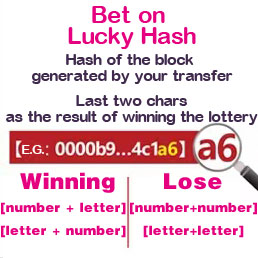 Bet on
Lucky Hash
Hash of the block
generated by your transfer
Last two chars
as the result of winning the lottery
[E.G.: 0000b9...4c1a6] a6
Winning Lose
[number + letter] [number+number]
[letter + number] [letter+letter]